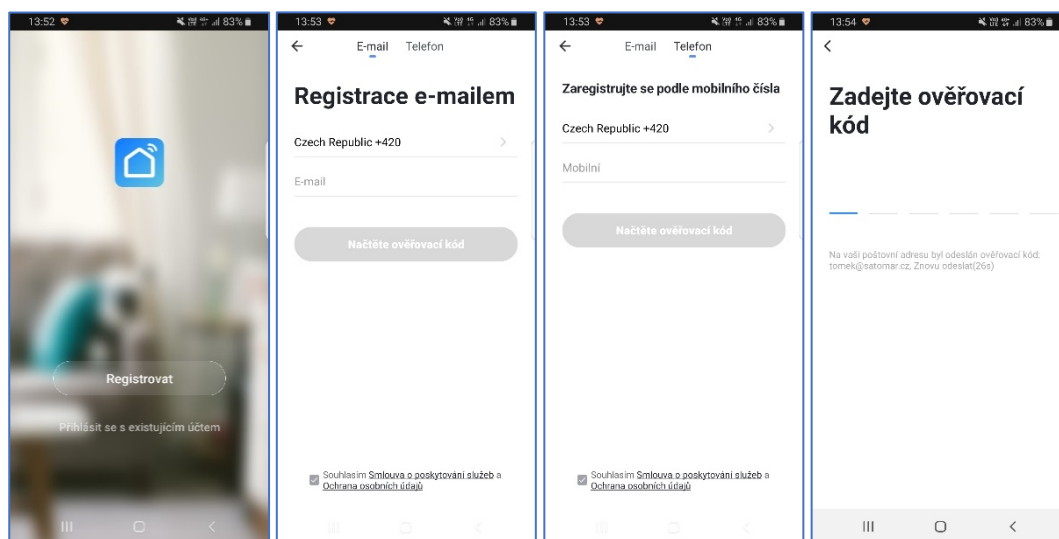 13:52
83%
Registrovat
Přihlásit se s existujícím účtem
13:53
83%
E-mail Telefon
Registrace e-mailem
Czech Republic +420
E-mail
Načtěte ověřovací kód
Souhlasím Smlouva o poskytování služeb a
Ochrana osobních údajů
13:53
83%
E-mail Telefon
Zaregistrujte se podle mobilního čísla
Czech Republic +420
Mobilní
Načtěte ověřovací kód
Souhlasím Smlouva o poskytování služeb a
Ochrana osobních údajů
13:54
83%
Zadejte ověřovací
kód
Na vaši poštovní adresu byl odeslán ověřovací kód:
tomek@satomar.cz, Znovu odeslat(26s)